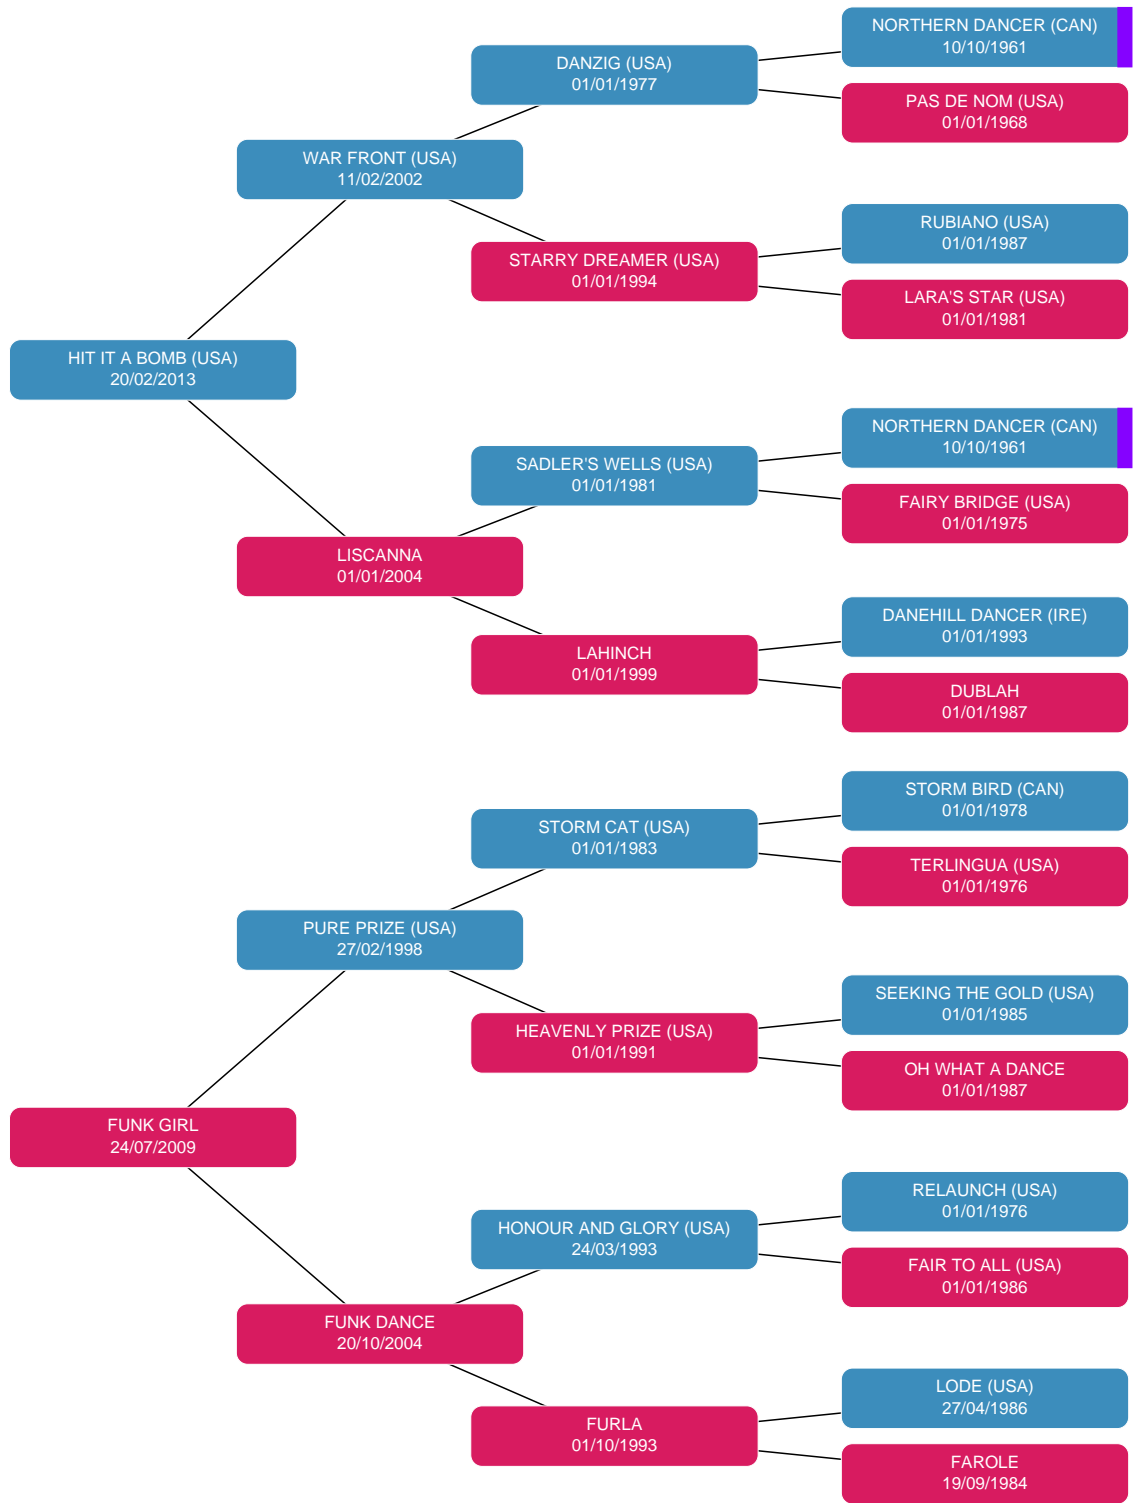 NORTHERN DANCER (CAN)
10/10/1961
DANZIG (USA)
01/01/1977
PAS DE NOM (USA)
01/01/1968
WAR FRONT (USA)
11/02/2002
RUBIANO (USA)
01/01/1987
STARRY DREAMER (USA)
01/01/1994
LARA'S STAR (USA)
01/01/1981
HIT IT A BOMB (USA)
20/02/2013
NORTHERN DANCER (CAN)
10/10/1961
SADLER'S WELLS (USA)
01/01/1981
FAIRY BRIDGE (USA)
01/01/1975
LISCANNA
01/01/2004
DANEHILL DANCER (IRE)
01/01/1993
LAHINCH
01/01/1999
DUBLAH
01/01/1987
STORM BIRD (CAN)
01/01/1978
STORM CAT (USA)
01/01/1983
TERLINGUA (USA)
01/01/1976
PURE PRIZE (USA)
27/02/1998
SEEKING THE GOLD (USA)
01/01/1985
HEAVENLY PRIZE (USA)
01/01/1991
OH WHAT A DANCE
01/01/1987
FUNK GIRL
24/07/2009
RELAUNCH (USA)
01/01/1976
HONOUR AND GLORY (USA)
24/03/1993
FAIR TO ALL (USA)
01/01/1986
FUNK DANCE
20/10/2004
LODE (USA)
27/04/1986
FURLA
01/10/1993
FAROLE
19/09/1984